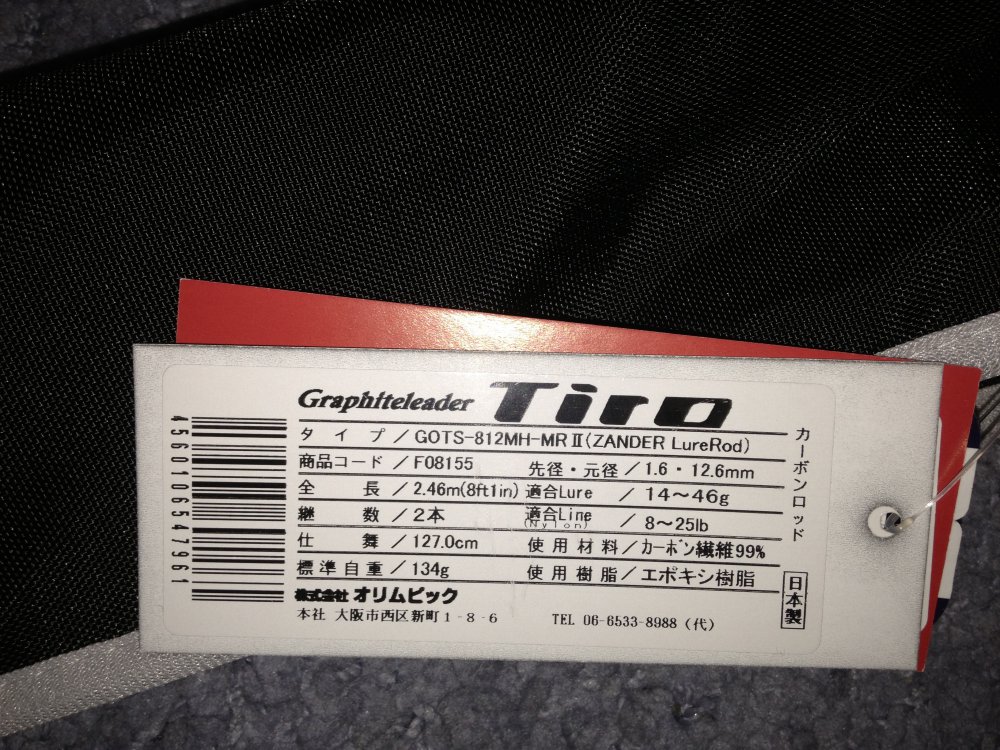 Graphiteleader Tiro
タイプ／GOTS-812MH-MRⅡ(ZANDER LureRod)
商品コード／F08155 先径・元径／1.6・12.6mm
全長／2.46m(8ft1in) 適合Lure／14～46g
継数／2本 適合Line(Nylon)／8～25lb
仕舞／127.0cm 使用材料／カーボン繊維99%
標準自重／134g 使用樹脂／エポキシ樹脂
株式会社オリムピック
本社 大阪市西区新町1-8-6 TEL 06-6533-8988（代）
カーボンロッド
日本製
4560106547961